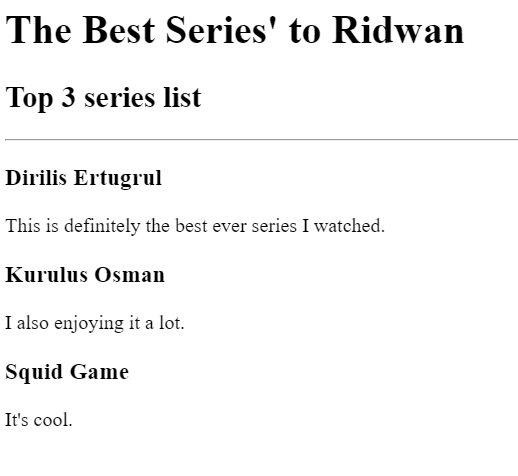 The Best Series' to Ridwan
Top 3 series list
Dirilis Ertugrul
This is definitely the best ever series I watched.
Kurulus Osman
I also enjoying it a lot.
Squid Game
It's cool.